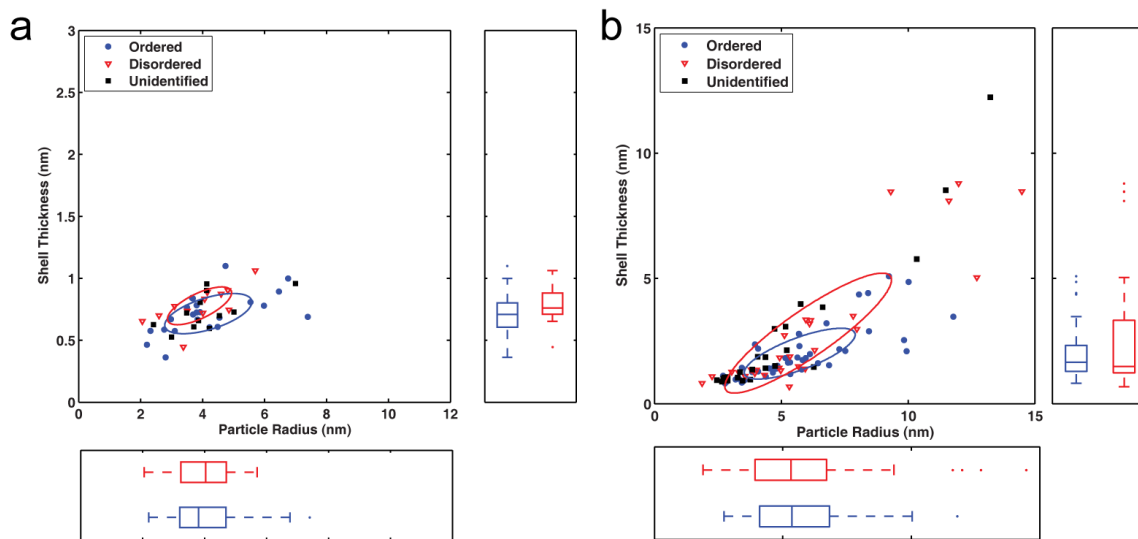 a
3
2.5
2
1.5
1
0.5
0
Shell Thickness (nm)
Ordered
Disordered
Unidentified
0 2 4 6 8 10 12
Particle Radius (nm)
b
15
10
5
0
Shell Thickness (nm)
Ordered
Disordered
Unidentified
0 5 10 15
Particle Radius (nm)